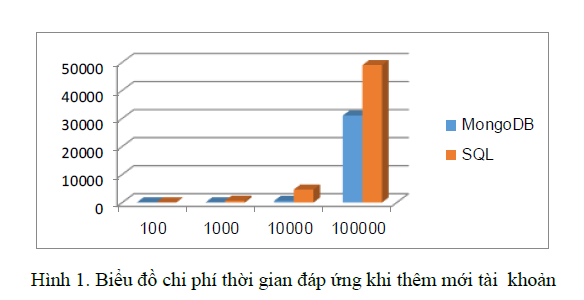 50000
40000
30000
20000
10000
0
100 1000 10000 100000
MongoDB
SQL
Hình 1. Biểu đồ chi phí thời gian đáp ứng khi thêm mới tài khoản